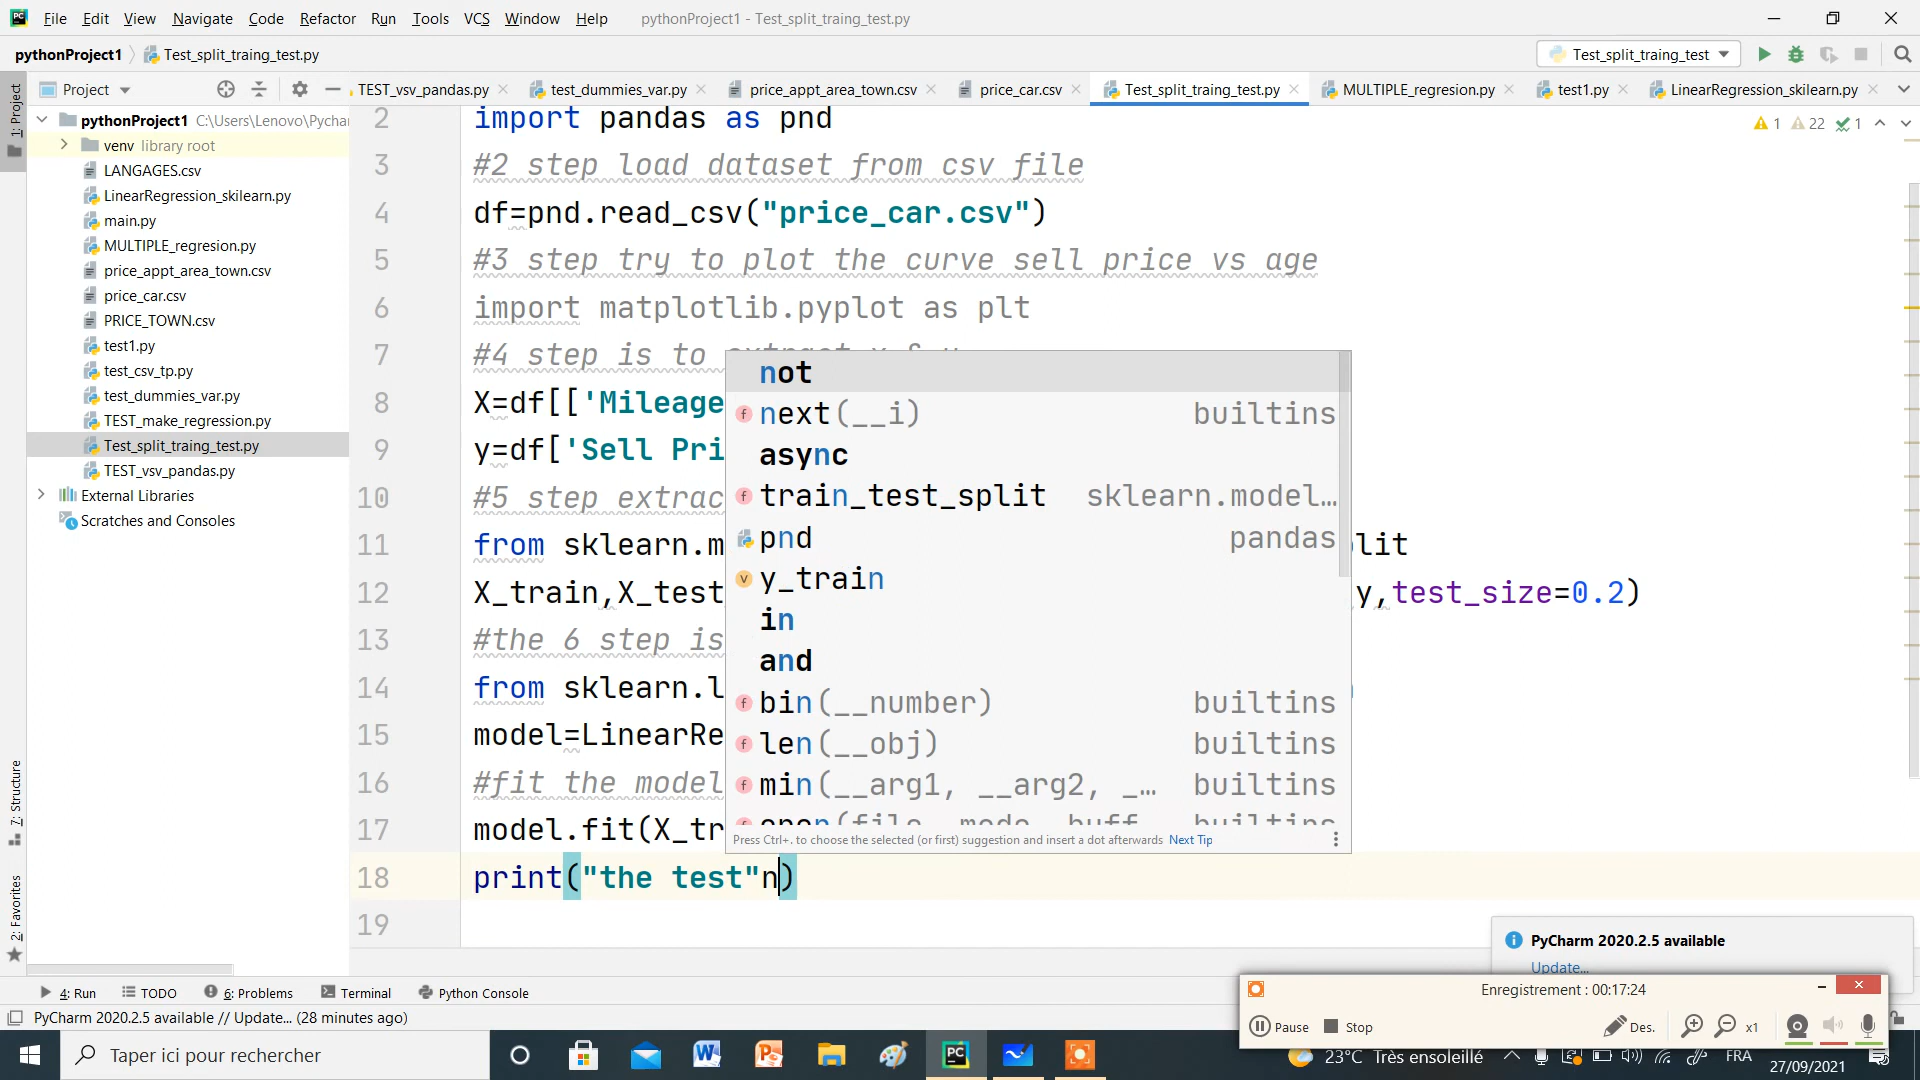 File Edit View Navigate Code Refactor Run Tools VCS Window Help pythonProject1 - Test_split_traing_test.py
pythonProject1 Test_split_traing_test.py Test_split_traing_test
1: Project
Project
TEST_vsv_pandas.py test_dummies_var.py price_appt_area_town.csv price_car.csv Test_split_traing_test.py MULTIPLE_regresion.py test1.py LinearRegression_skilearn.py
1 22 1
pythonProject1 C:\Users\Lenovo\Pychar
venv library root
LANGAGES.csv
LinearRegression_skilearn.py
main.py
MULTIPLE_regresion.py
price_appt_area_town.csv
price_car.csv
PRICE_TOWN.csv
test1.py
test_csv_tp.py
test_dummies_var.py
TEST_make_regression.py
Test_split_traing_test.py
TEST_vsv_pandas.py
External Libraries
Scratches and Consoles
7: Structure
2: Favorites
2 import pandas as pnd
3 #2 step load dataset from csv file
4 df=pnd.read_csv("price_car.csv")
5 #3 step try to plot the curve sell price vs age
6 import matplotlib.pyplot as plt
7 #4 step is to extract x & y
8 X=df[['Mileage
9 y=df['Sell Pri
10 #5 step extrac
11 from sklearn.m lit
12 X_train,X_test y,test_size=0.2)
13 #the 6 step is
14 from sklearn.l
15 model=LinearRe
16 #fit the model
17 model.fit(X_tr
18 print("the test"n)
19
not
next(__i) builtins
async
train_test_split sklearn.model…
pnd pandas
y_train
in
and
bin(__number) builtins
len(__obj) builtins
min(__arg1, __arg2, _… builtins
open(file, mode, buff… builtins
Press Ctrl+. to choose the selected (or first) suggestion and insert a dot afterwards Next Tip
PyCharm 2020.2.5 available
Update...
4: Run TODO 6: Problems Terminal Python Console
PyCharm 2020.2.5 available // Update... (28 minutes ago)
Enregistrement : 00:17:24
Pause Stop Des. x1
Taper ici pour rechercher
23°C Très ensoleillé FRA
27/09/2021